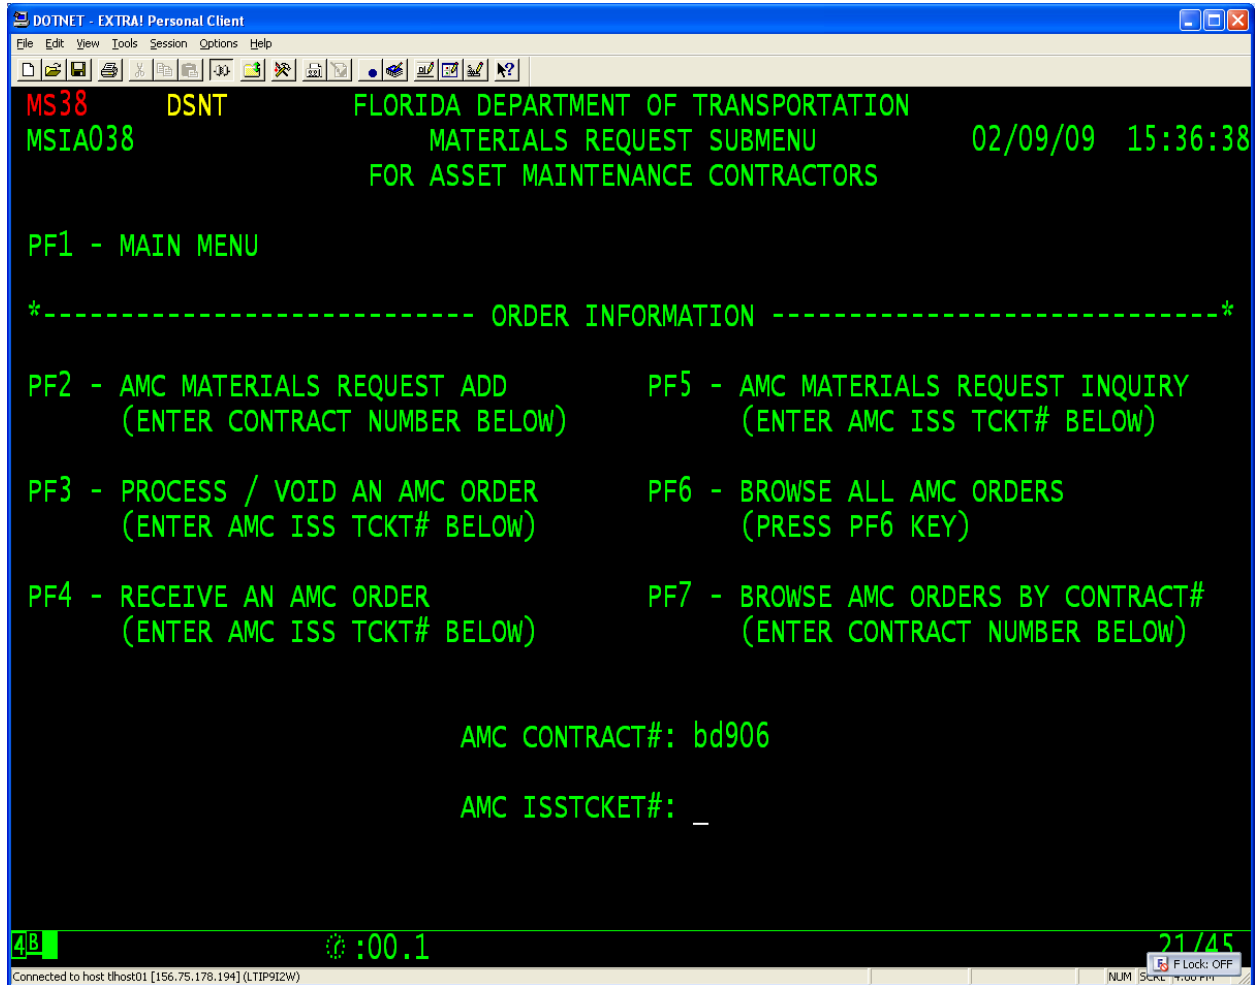 DOTNET - EXTRA! Personal Client
File Edit View Tools Session Options Help
MS38 DSNT FLORIDA DEPARTMENT OF TRANSPORTATION
MSIA038 MATERIALS REQUEST SUBMENU 02/09/09 15:36:38
FOR ASSET MAINTENANCE CONTRACTORS
PF1 - MAIN MENU
*---------------------------- ORDER INFORMATION -----------------------------*
PF2 - AMC MATERIALS REQUEST ADD PF5 - AMC MATERIALS REQUEST INQUIRY
(ENTER CONTRACT NUMBER BELOW) (ENTER AMC ISS TCKT# BELOW)
PF3 - PROCESS / VOID AN AMC ORDER PF6 - BROWSE ALL AMC ORDERS
(ENTER AMC ISS TCKT# BELOW) (PRESS PF6 KEY)
PF4 - RECEIVE AN AMC ORDER PF7 - BROWSE AMC ORDERS BY CONTRACT#
(ENTER AMC ISS TCKT# BELOW) (ENTER CONTRACT NUMBER BELOW)
AMC CONTRACT#: bd906
AMC ISSTCKET#: _
4B :00.1 21/45
F Lock: OFF
Connected to host tlhost01 [156.75.178.194] (LTIP9I2W) NUM